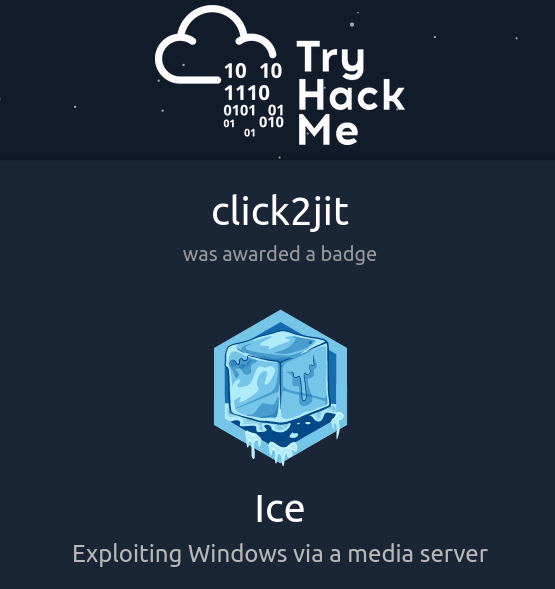 10 10
1110
0101 01
01 010
01
Try
Hack
Me
click2jit
was awarded a badge
Ice
Exploiting Windows via a media server